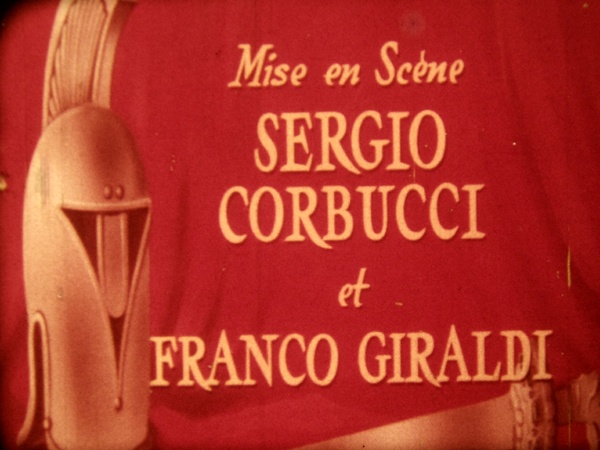 Mise en Scène
SERGIO
CORBUCCI
et
FRANCO GIRALDI